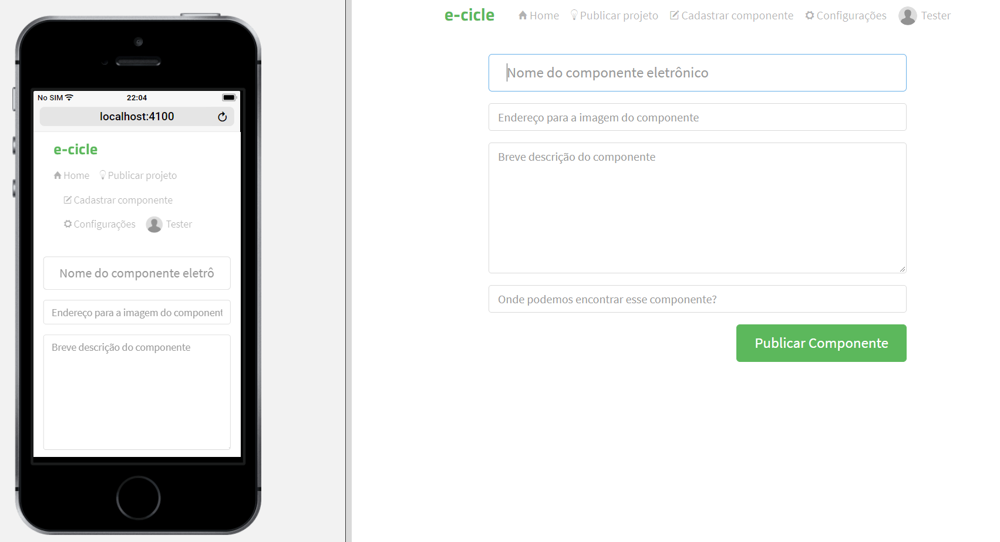 No SIM 22:04
localhost:4100
e-cicle
Home Publicar projeto
Cadastrar componente
Configurações Tester
Nome do componente eletrô
Endereço para a imagem do component
Breve descrição do componente
e-cicle Home Publicar projeto Cadastrar componente Configurações Tester
Nome do componente eletrônico
Endereço para a imagem do componente
Breve descrição do componente
Onde podemos encontrar esse componente?
Publicar Componente